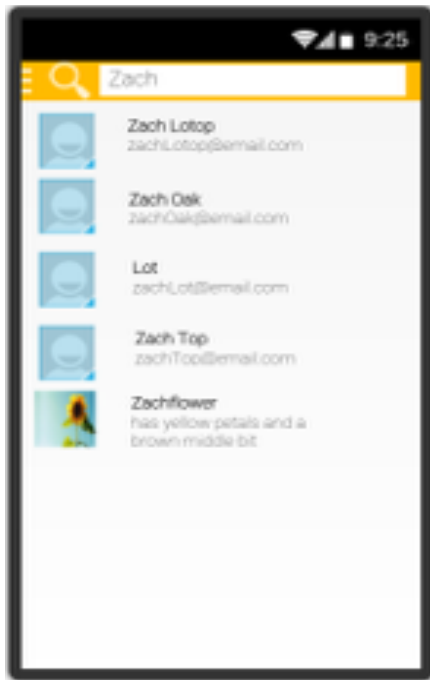 9:25
Zach
Zach Lotop
zachLotop@email.com
Zach Oak
zachOak@email.com
Lot
zachLot@email.com
Zach Top
zachTop@email.com
Zachflower
has yellow petals and a
brown middle bit